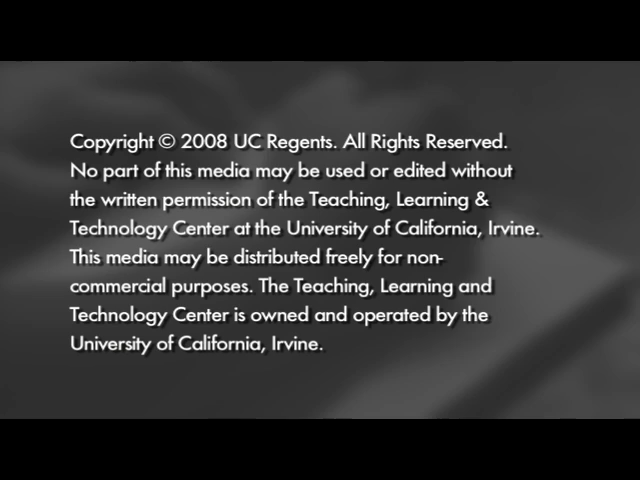 Copyright © 2008 UC Regents. All Rights Reserved.
No part of this media may be used or edited without
the written permission of the Teaching, Learning &
Technology Center at the University of California, Irvine.
This media may be distributed freely for non-
commercial purposes. The Teaching, Learning and
Technology Center is owned and operated by the
University of California, Irvine.